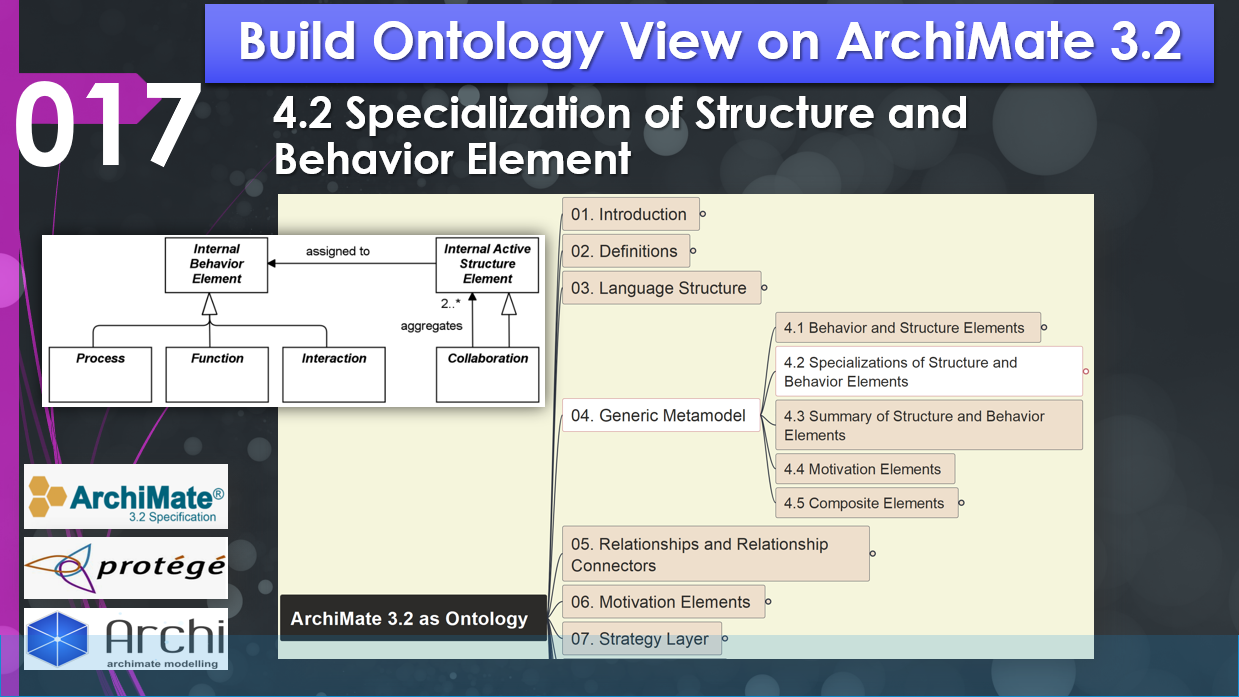 Build Ontology View on ArchiMate 3.2
017
4.2 Specialization of Structure and
Behavior Element
Internal
Behavior
Element
assigned to
Internal Active
Structure
Element
2..*
aggregates
Process
Function
Interaction
Collaboration
01. Introduction
02. Definitions
03. Language Structure
04. Generic Metamodel
4.1 Behavior and Structure Elements
4.2 Specializations of Structure and
Behavior Elements
4.3 Summary of Structure and Behavior
Elements
4.4 Motivation Elements
4.5 Composite Elements
05. Relationships and Relationship
Connectors
06. Motivation Elements
07. Strategy Layer
ArchiMate 3.2 as Ontology
ArchiMate®
3.2 Specification
protégé
Archi
archimate modelling